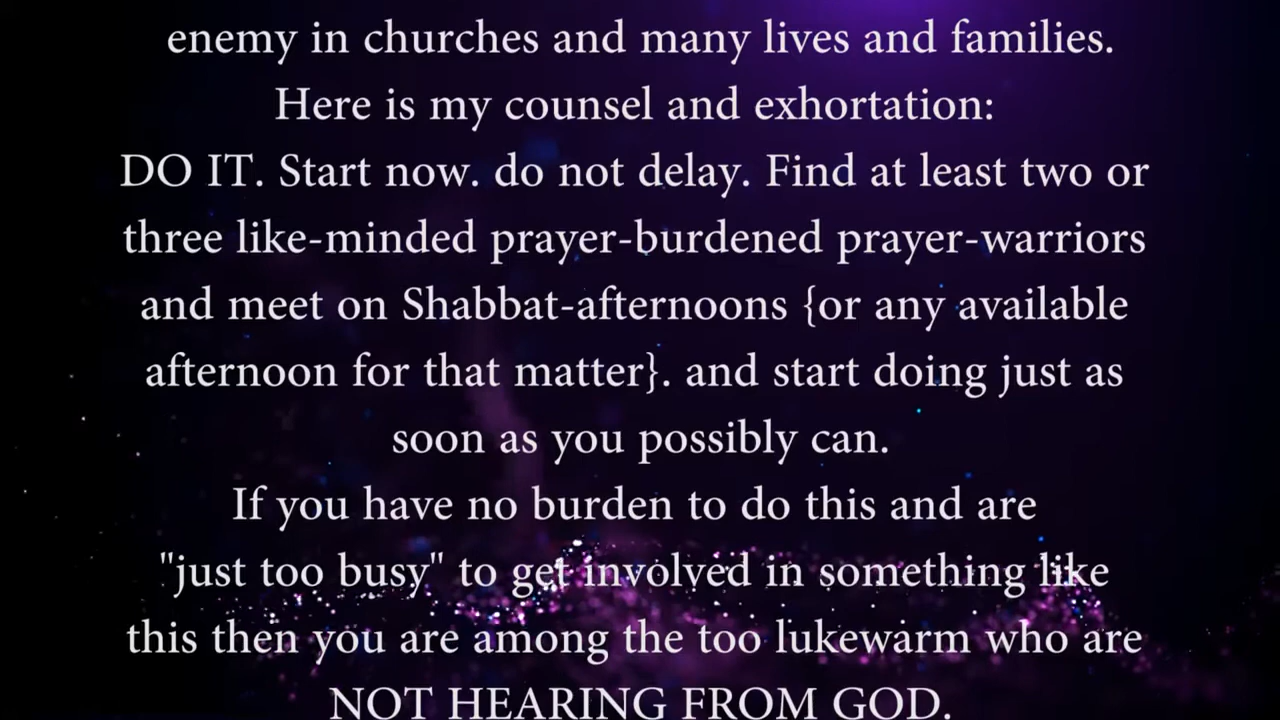 enemy in churches and many lives and families.
Here is my counsel and exhortation:
DO IT. Start now. do not delay. Find at least two or
three like-minded prayer-burdened prayer-warriors
and meet on Shabbat-afternoons {or any available
afternoon for that matter}. and start doing just as
soon as you possibly can.
If you have no burden to do this and are
"just too busy" to get involved in something like
this then you are among the too lukewarm who are
NOT HEARING FROM GOD.